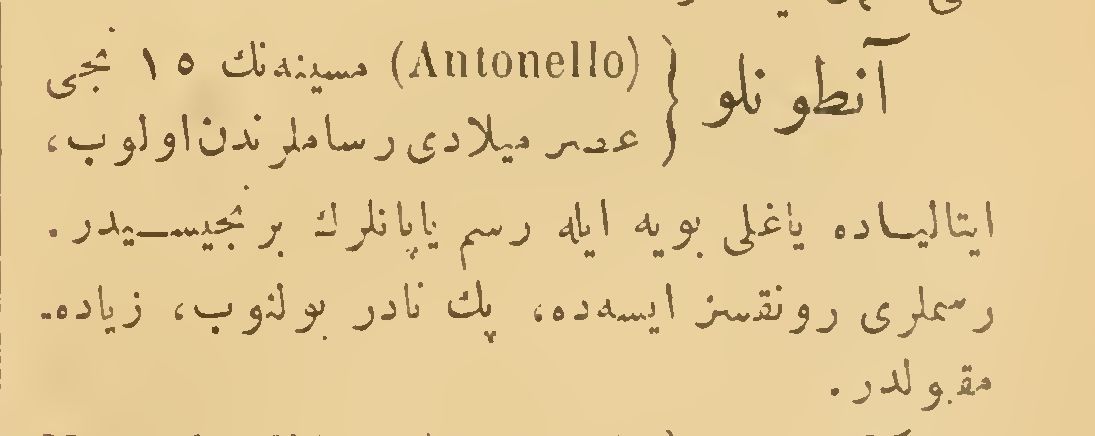 آنطونلو { (Antonello) مسینه‌نك ١٥ نجی
عصر میلادی رساملرندن اولوب،
ایتالیاده یاغلی بویه ایله رسم یاپانلرك برنجیسیدر.
رسملری رونقسز ایسه‌ده، پك نادر بولنوب، زیاده
مقبولدر.